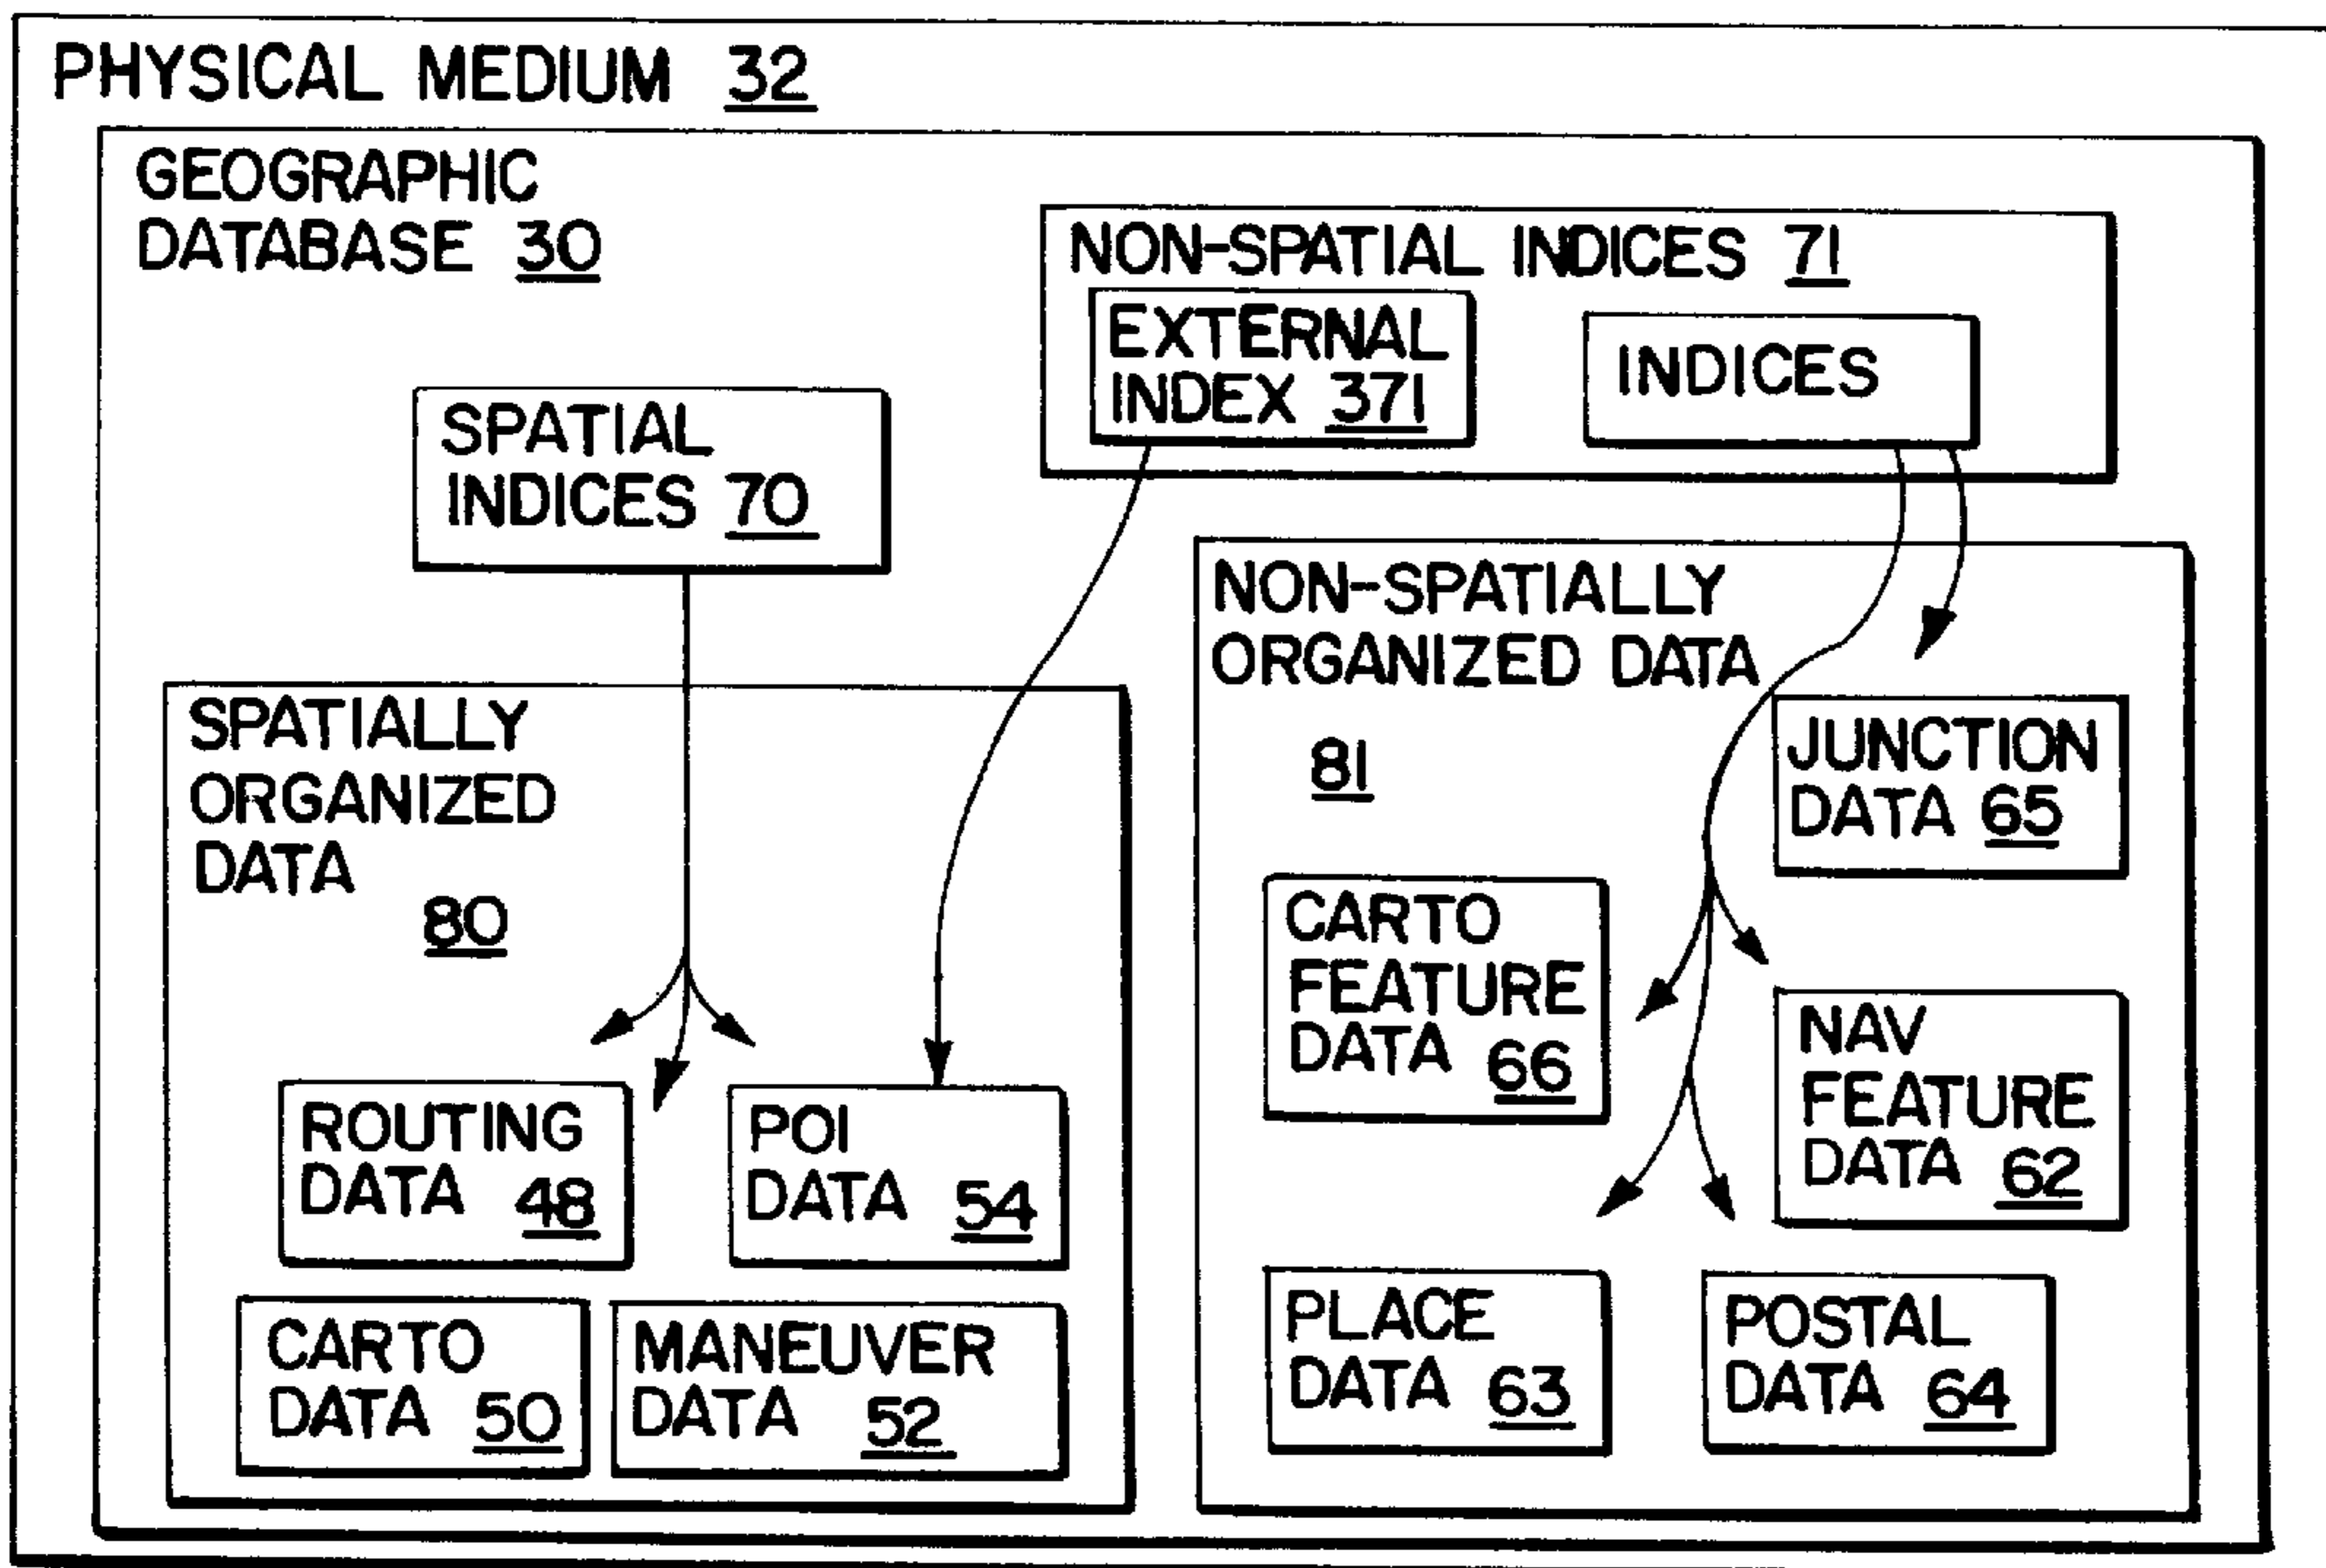 PHYSICAL MEDIUM 32
GEOGRAPHIC
DATABASE 30
NON-SPATIAL INDICES 71
EXTERNAL
INDEX 371
INDICES
SPATIAL
INDICES 70
NON-SPATIALLY
ORGANIZED DATA
81
SPATIALLY
ORGANIZED
DATA
80
JUNCTION
DATA 65
CARTO
FEATURE
DATA 66
NAV
FEATURE
DATA 62
ROUTING
DATA 48
POI
DATA 54
CARTO
DATA 50
MANEUVER
DATA 52
PLACE
DATA 63
POSTAL
DATA 64